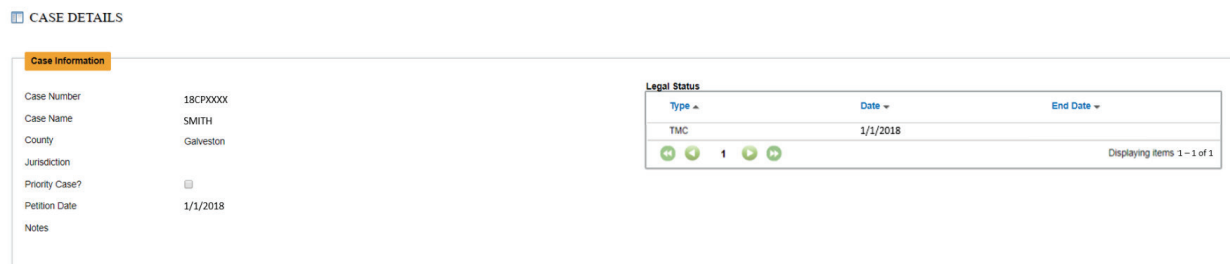 CASE DETAILS
Case Information
Case Number 18CPXXXX
Case Name SMITH
County Galveston
Jurisdiction
Priority Case?
Petition Date 1/1/2018
Notes
Legal Status
Type Date End Date
TMC 1/1/2018
1 Displaying items 1 – 1 of 1